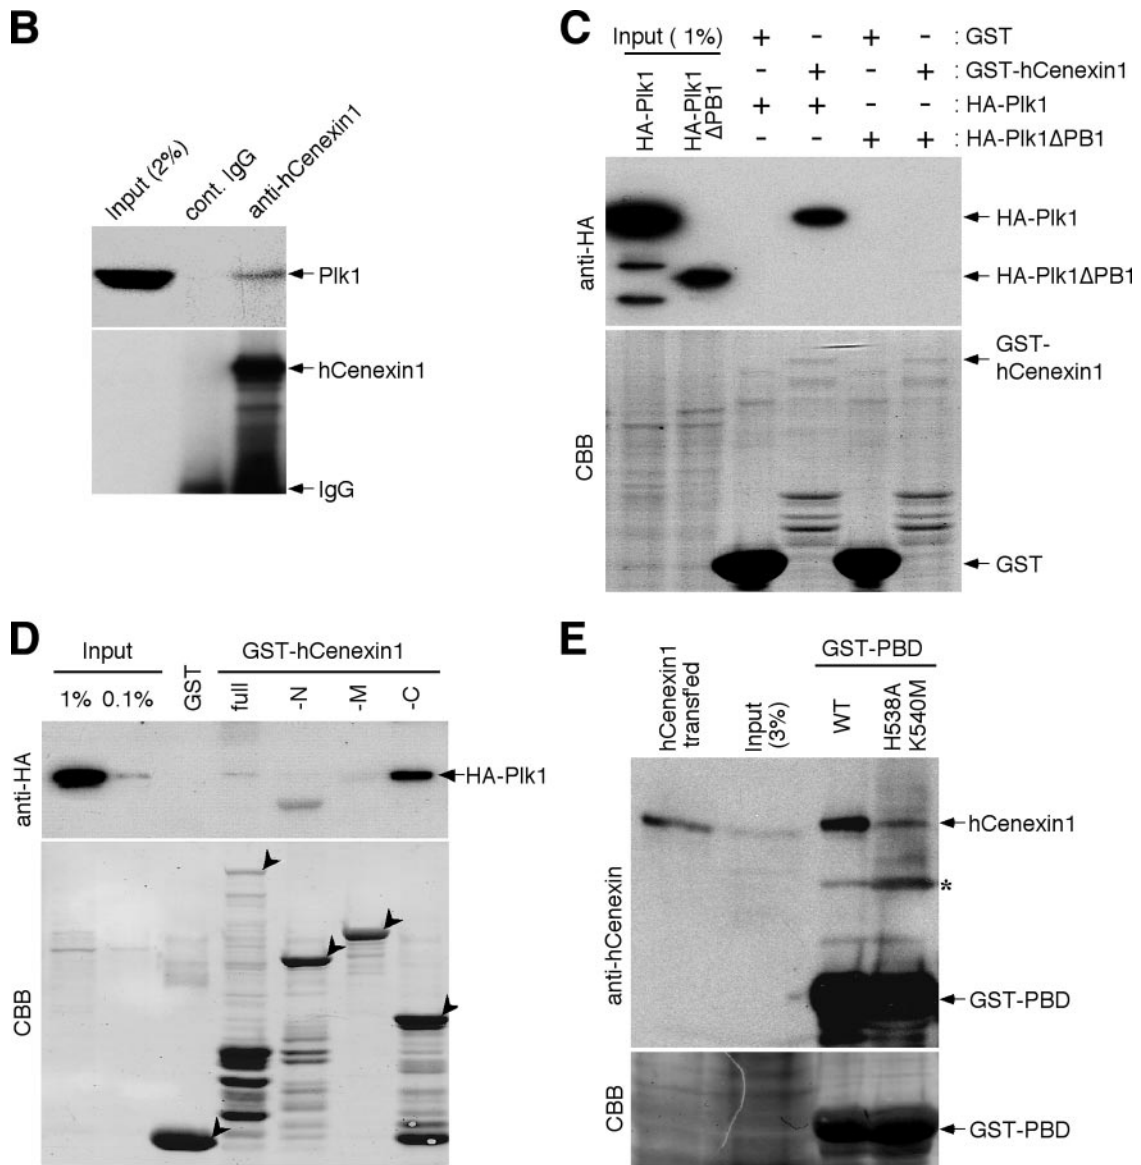 B
Input (2%)
cont. IgG
anti-hCenexin1
Plk1
hCenexin1
IgG
C
Input ( 1%)
HA-Plk1
HA-Plk1
ΔPB1
+ - + - : GST
- + - + : GST-hCenexin1
+ + - - : HA-Plk1
- - + + : HA-Plk1ΔPB1
anti-HA
HA-Plk1
HA-Plk1ΔPB1
CBB
GST-
hCenexin1
GST
D
Input
1% 0.1%
GST
GST-hCenexin1
full
-N
-M
-C
anti-HA
HA-Plk1
CBB
E
hCenexin1
transf'ed
Input
(3%)
GST-PBD
WT
H538A
K540M
anti-hCenexin
hCenexin1
*
GST-PBD
CBB
GST-PBD